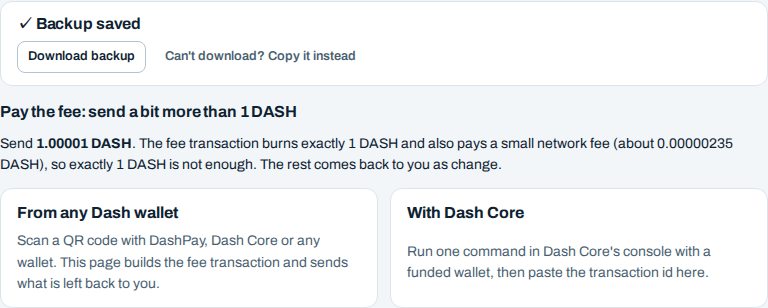 ✓ Backup saved
Download backup
Can't download? Copy it instead
Pay the fee: send a bit more than 1 DASH
Send 1.00001 DASH. The fee transaction burns exactly 1 DASH and also pays a small network fee (about 0.00000235
DASH), so exactly 1 DASH is not enough. The rest comes back to you as change.
From any Dash wallet
Scan a QR code with DashPay, Dash Core or any
wallet. This page builds the fee transaction and sends
what is left back to you.
With Dash Core
Run one command in Dash Core's console with a
funded wallet, then paste the transaction id here.